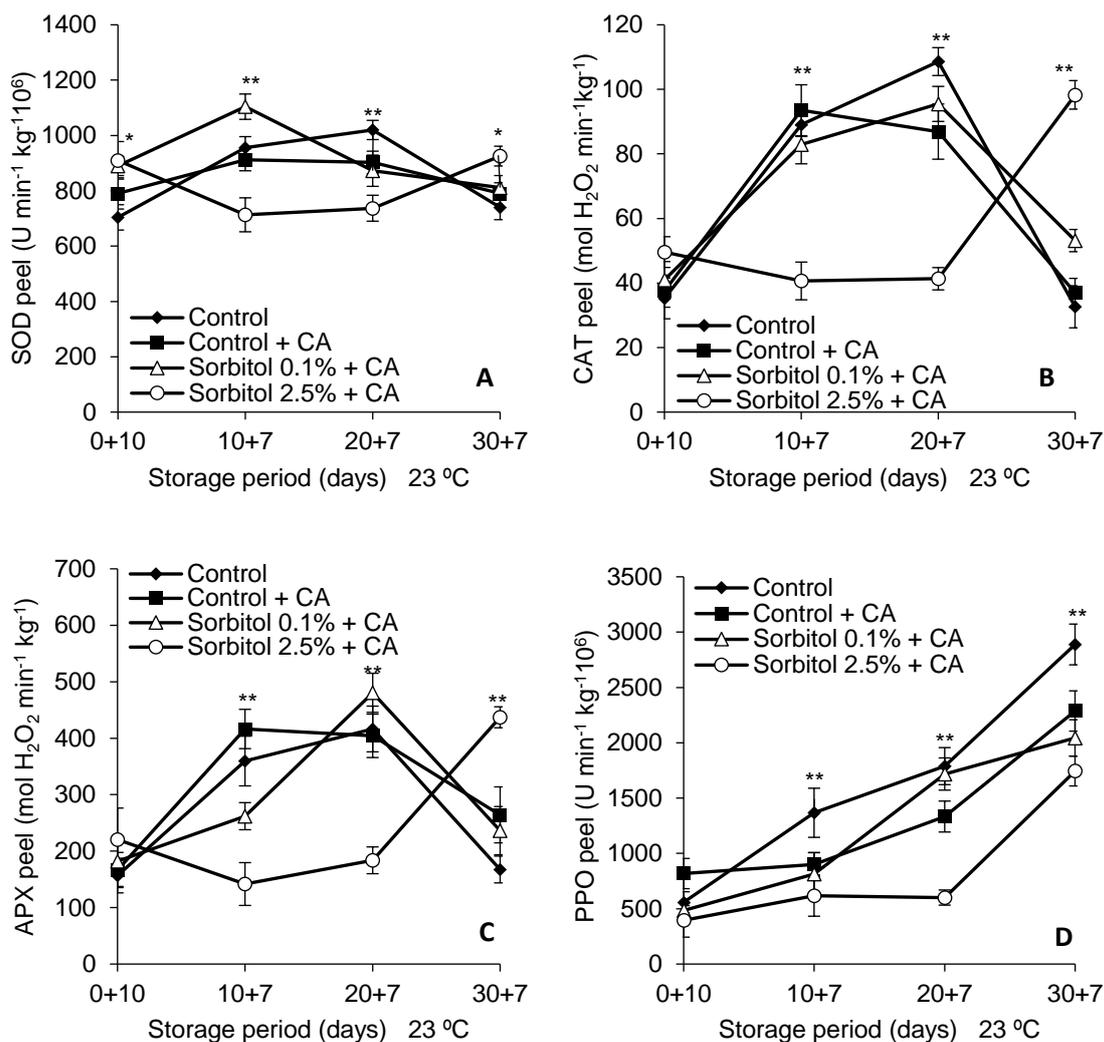 SOD peel (U min⁻¹ kg⁻¹10⁶)
1400
1200
1000
800
600
400
200
0
*
**
**
*
Control
Control + CA
Sorbitol 0.1% + CA
Sorbitol 2.5% + CA
A
0+10 10+7 20+7 30+7
Storage period (days) 23 ºC
CAT peel (mol H₂O₂ min⁻¹kg⁻¹)
120
100
80
60
40
20
0
**
**
**
Control
Control + CA
Sorbitol 0.1% + CA
Sorbitol 2.5% + CA
B
0+10 10+7 20+7 30+7
Storage period (days) 23 ºC
APX peel (mol H₂O₂ min⁻¹ kg⁻¹)
700
600
500
400
300
200
100
0
Control
Control + CA
Sorbitol 0.1% + CA
Sorbitol 2.5% + CA
**
**
**
C
0+10 10+7 20+7 30+7
Storage period (days) 23 ºC
PPO peel (U min⁻¹ kg⁻¹10⁶)
3500
3000
2500
2000
1500
1000
500
0
Control
Control + CA
Sorbitol 0.1% + CA
Sorbitol 2.5% + CA
**
**
**
D
0+10 10+7 20+7 30+7
Storage period (days) 23 ºC